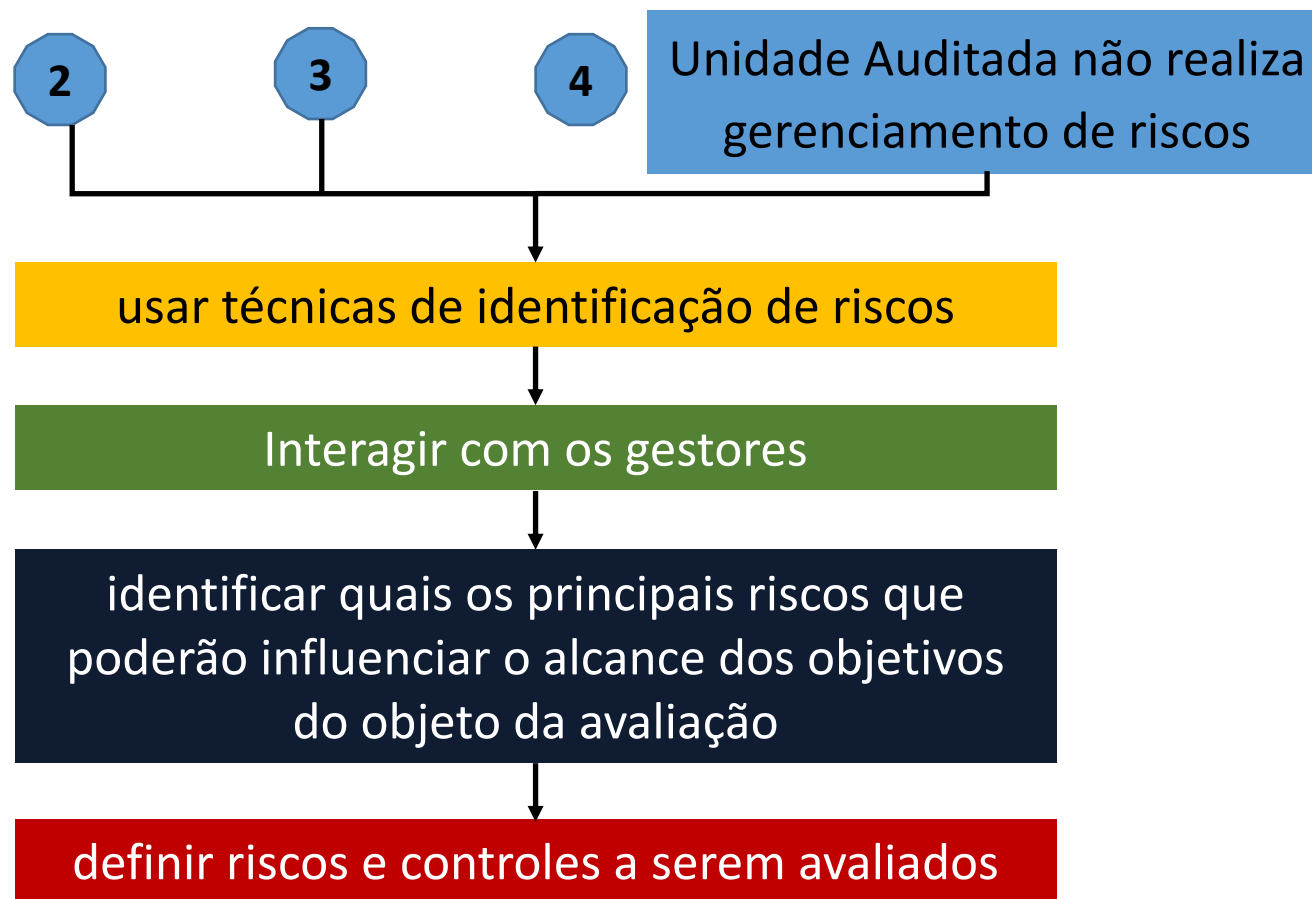 2
3
4
Unidade Auditada não realiza
gerenciamento de riscos
usar técnicas de identificação de riscos
Interagir com os gestores
identificar quais os principais riscos que
poderão influenciar o alcance dos objetivos
do objeto da avaliação
definir riscos e controles a serem avaliados